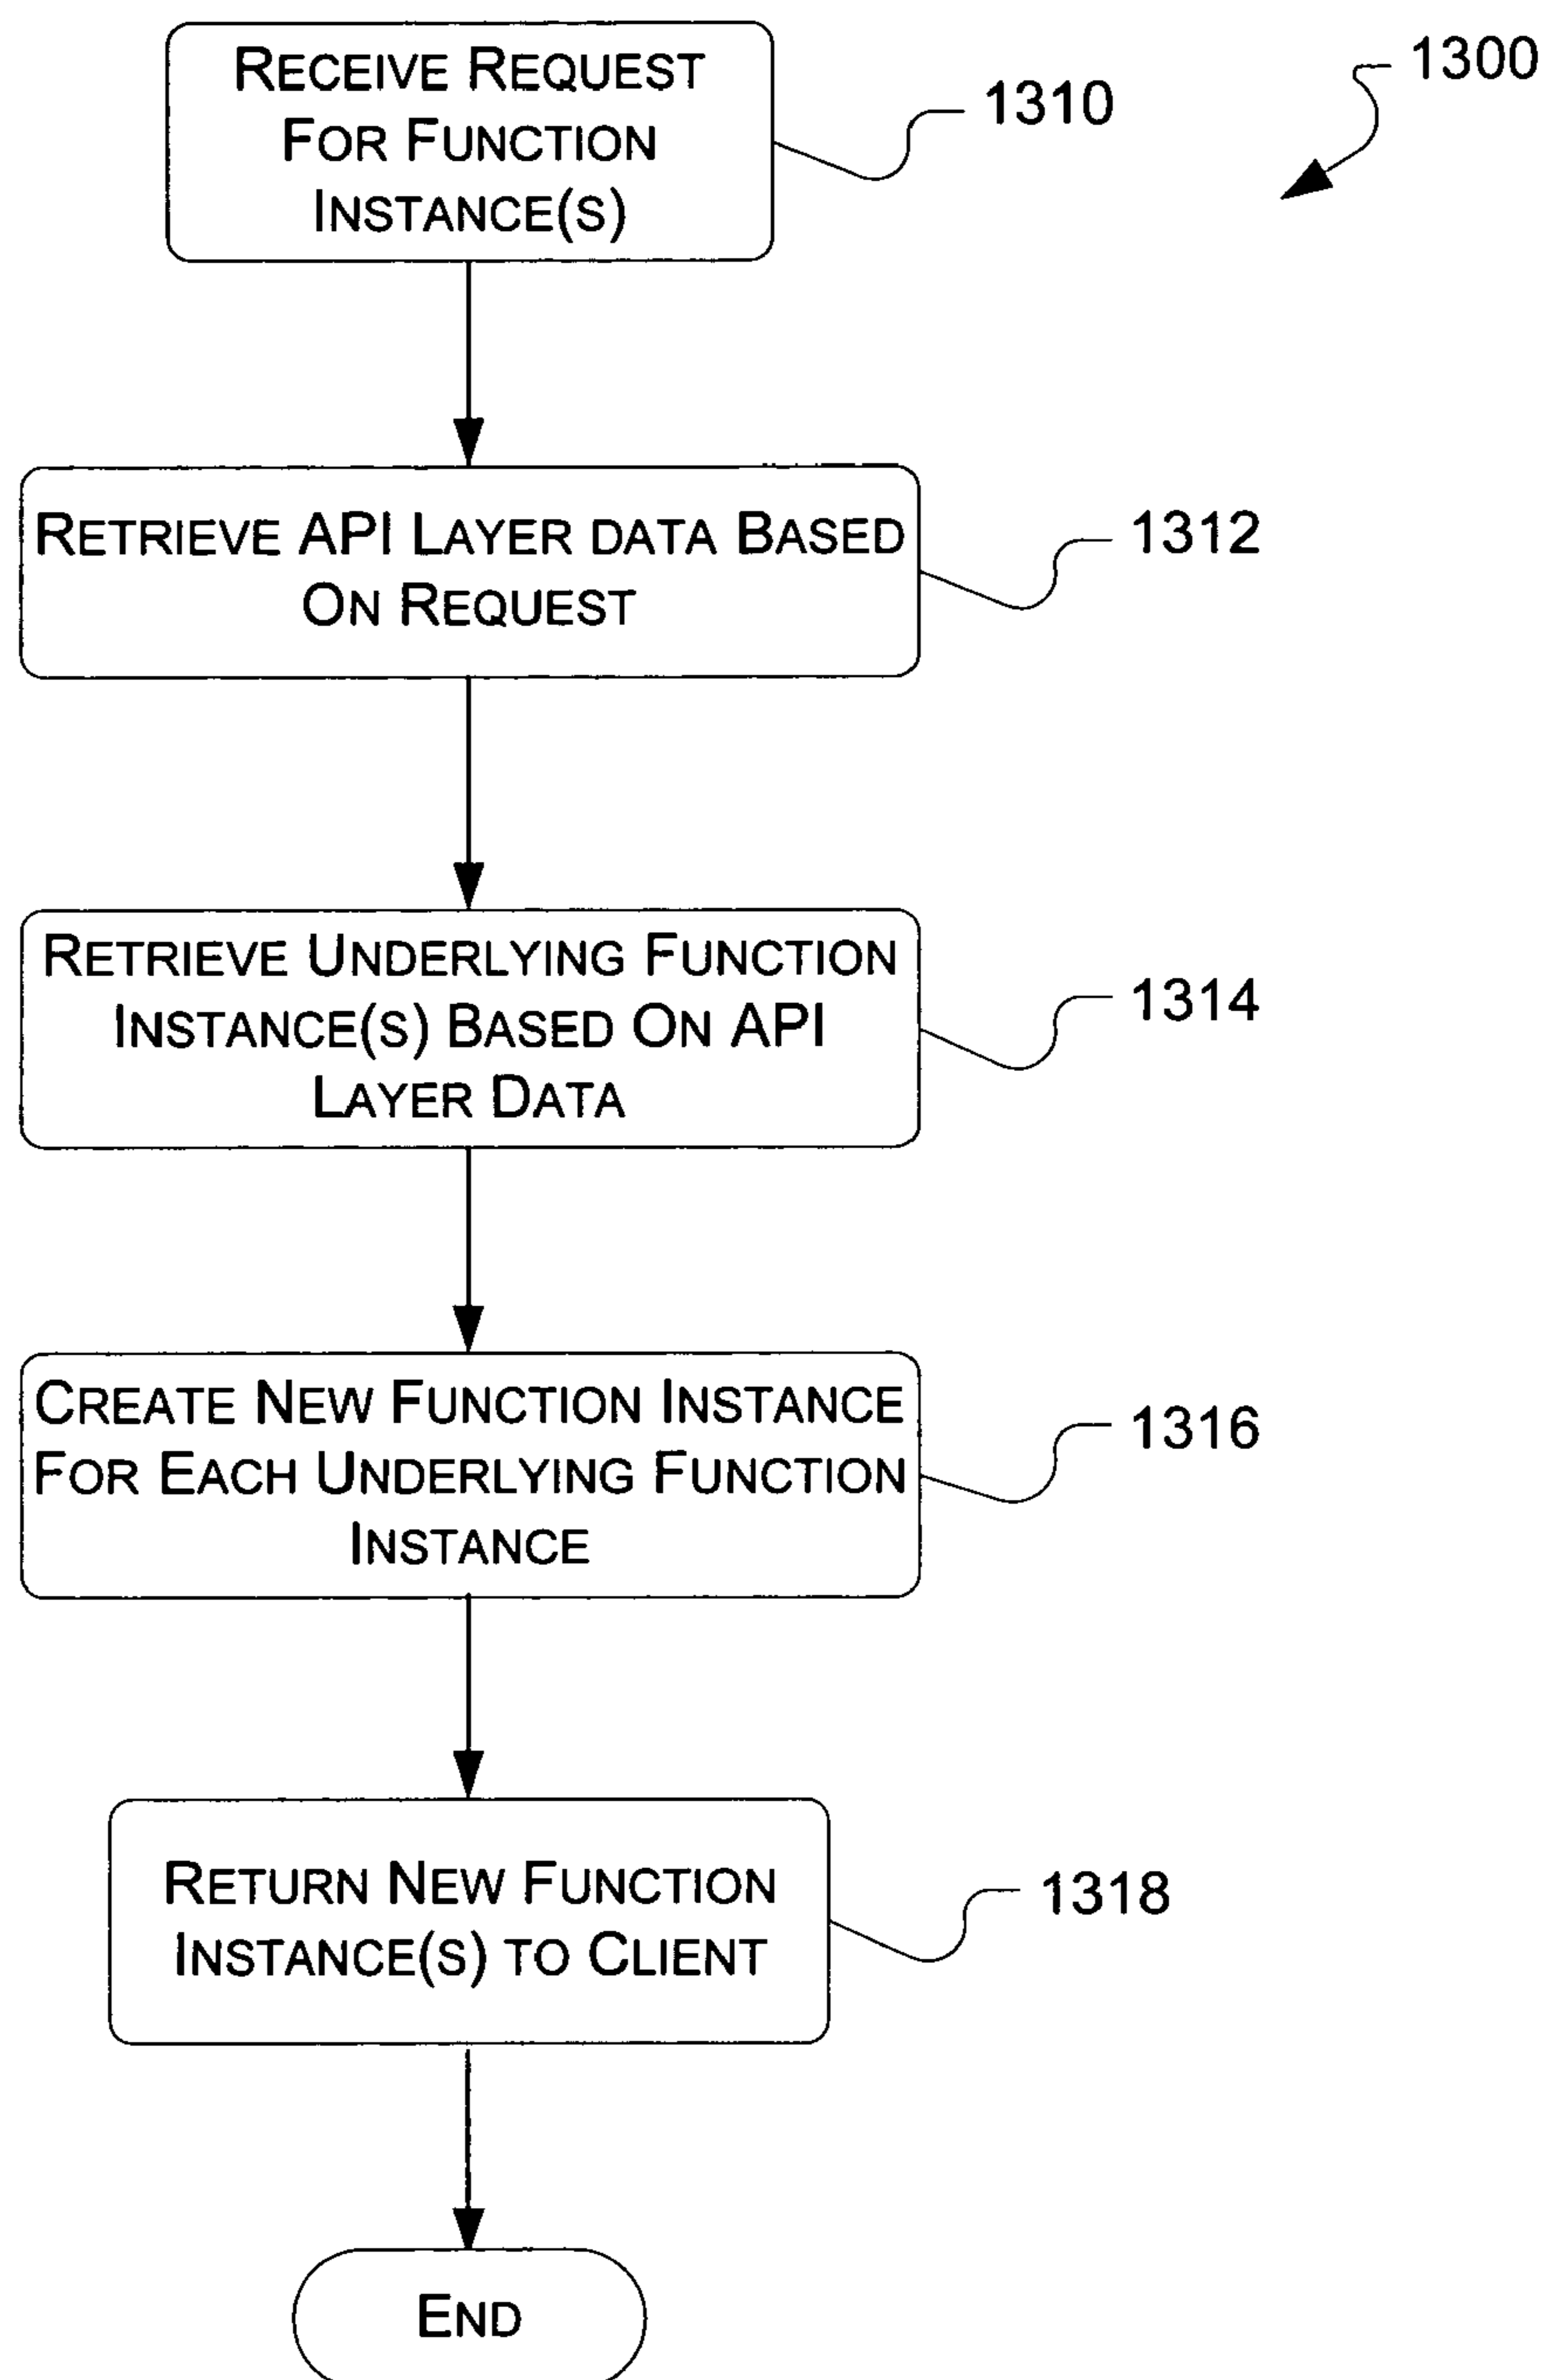 RECEIVE REQUEST
FOR FUNCTION
INSTANCE(S)
1310
1300
RETRIEVE API LAYER DATA BASED
ON REQUEST
1312
RETRIEVE UNDERLYING FUNCTION
INSTANCE(S) BASED ON API
LAYER DATA
1314
CREATE NEW FUNCTION INSTANCE
FOR EACH UNDERLYING FUNCTION
INSTANCE
1316
RETURN NEW FUNCTION
INSTANCE(S) TO CLIENT
1318
END